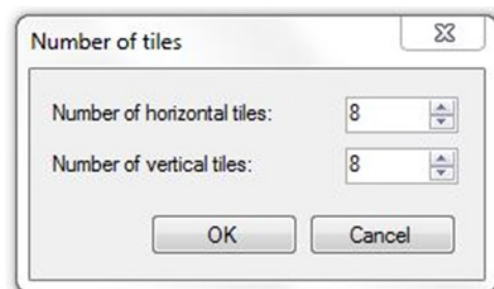 Number of tiles
Number of horizontal tiles: 8
Number of vertical tiles: 8
OK Cancel